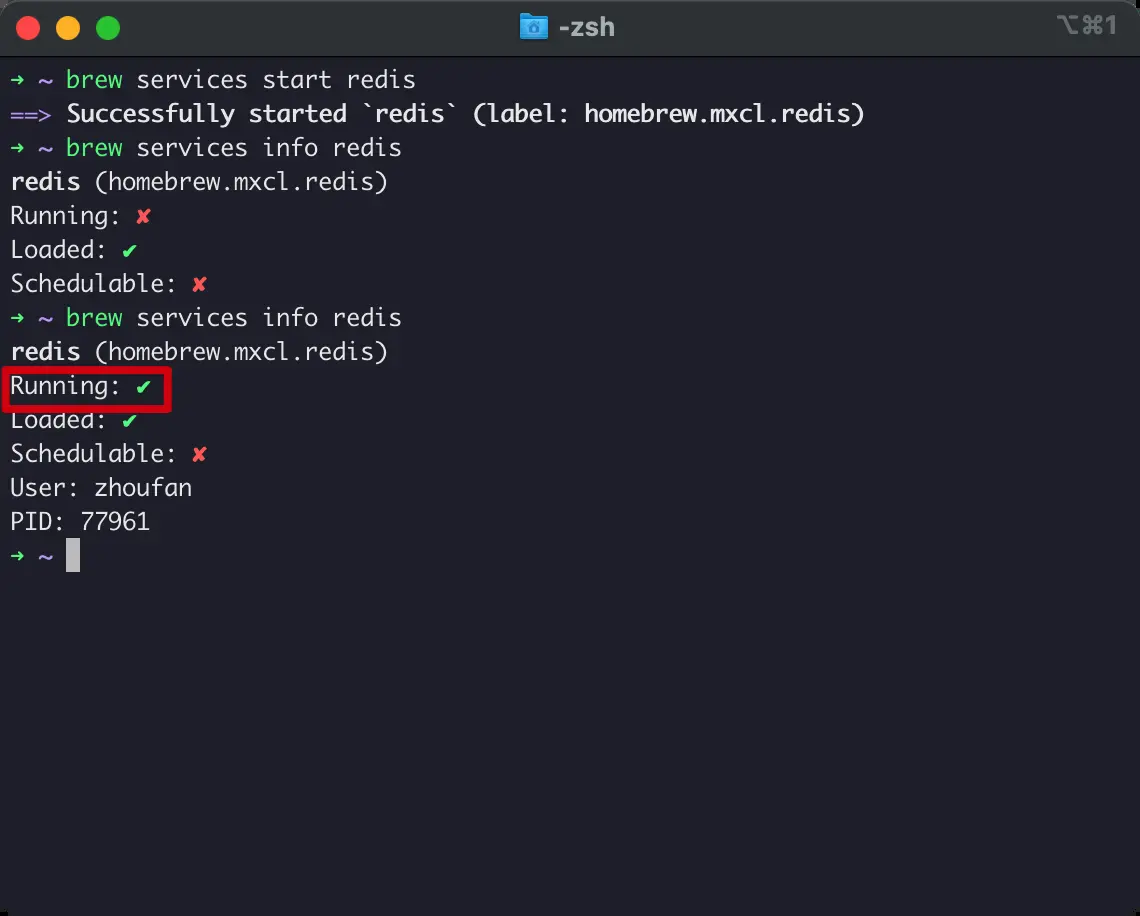 -zsh
⌥⌘1
➜ ~ brew services start redis
==> Successfully started `redis` (label: homebrew.mxcl.redis)
➜ ~ brew services info redis
redis (homebrew.mxcl.redis)
Running: ✘
Loaded: ✔
Schedulable: ✘
➜ ~ brew services info redis
redis (homebrew.mxcl.redis)
Running: ✔
Loaded: ✔
Schedulable: ✘
User: zhoufan
PID: 77961
➜ ~